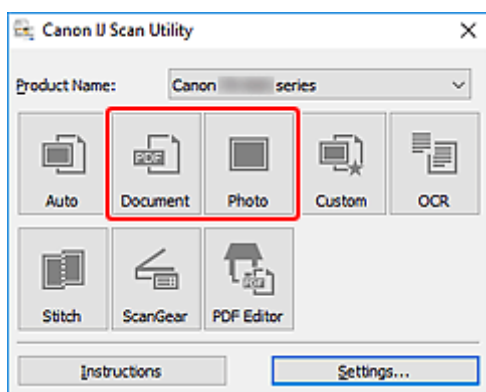 Canon IJ Scan Utility
Product Name: Canon series
Auto Document Photo Custom OCR
PDF
Stitch ScanGear PDF Editor
PDF
Instructions Settings...